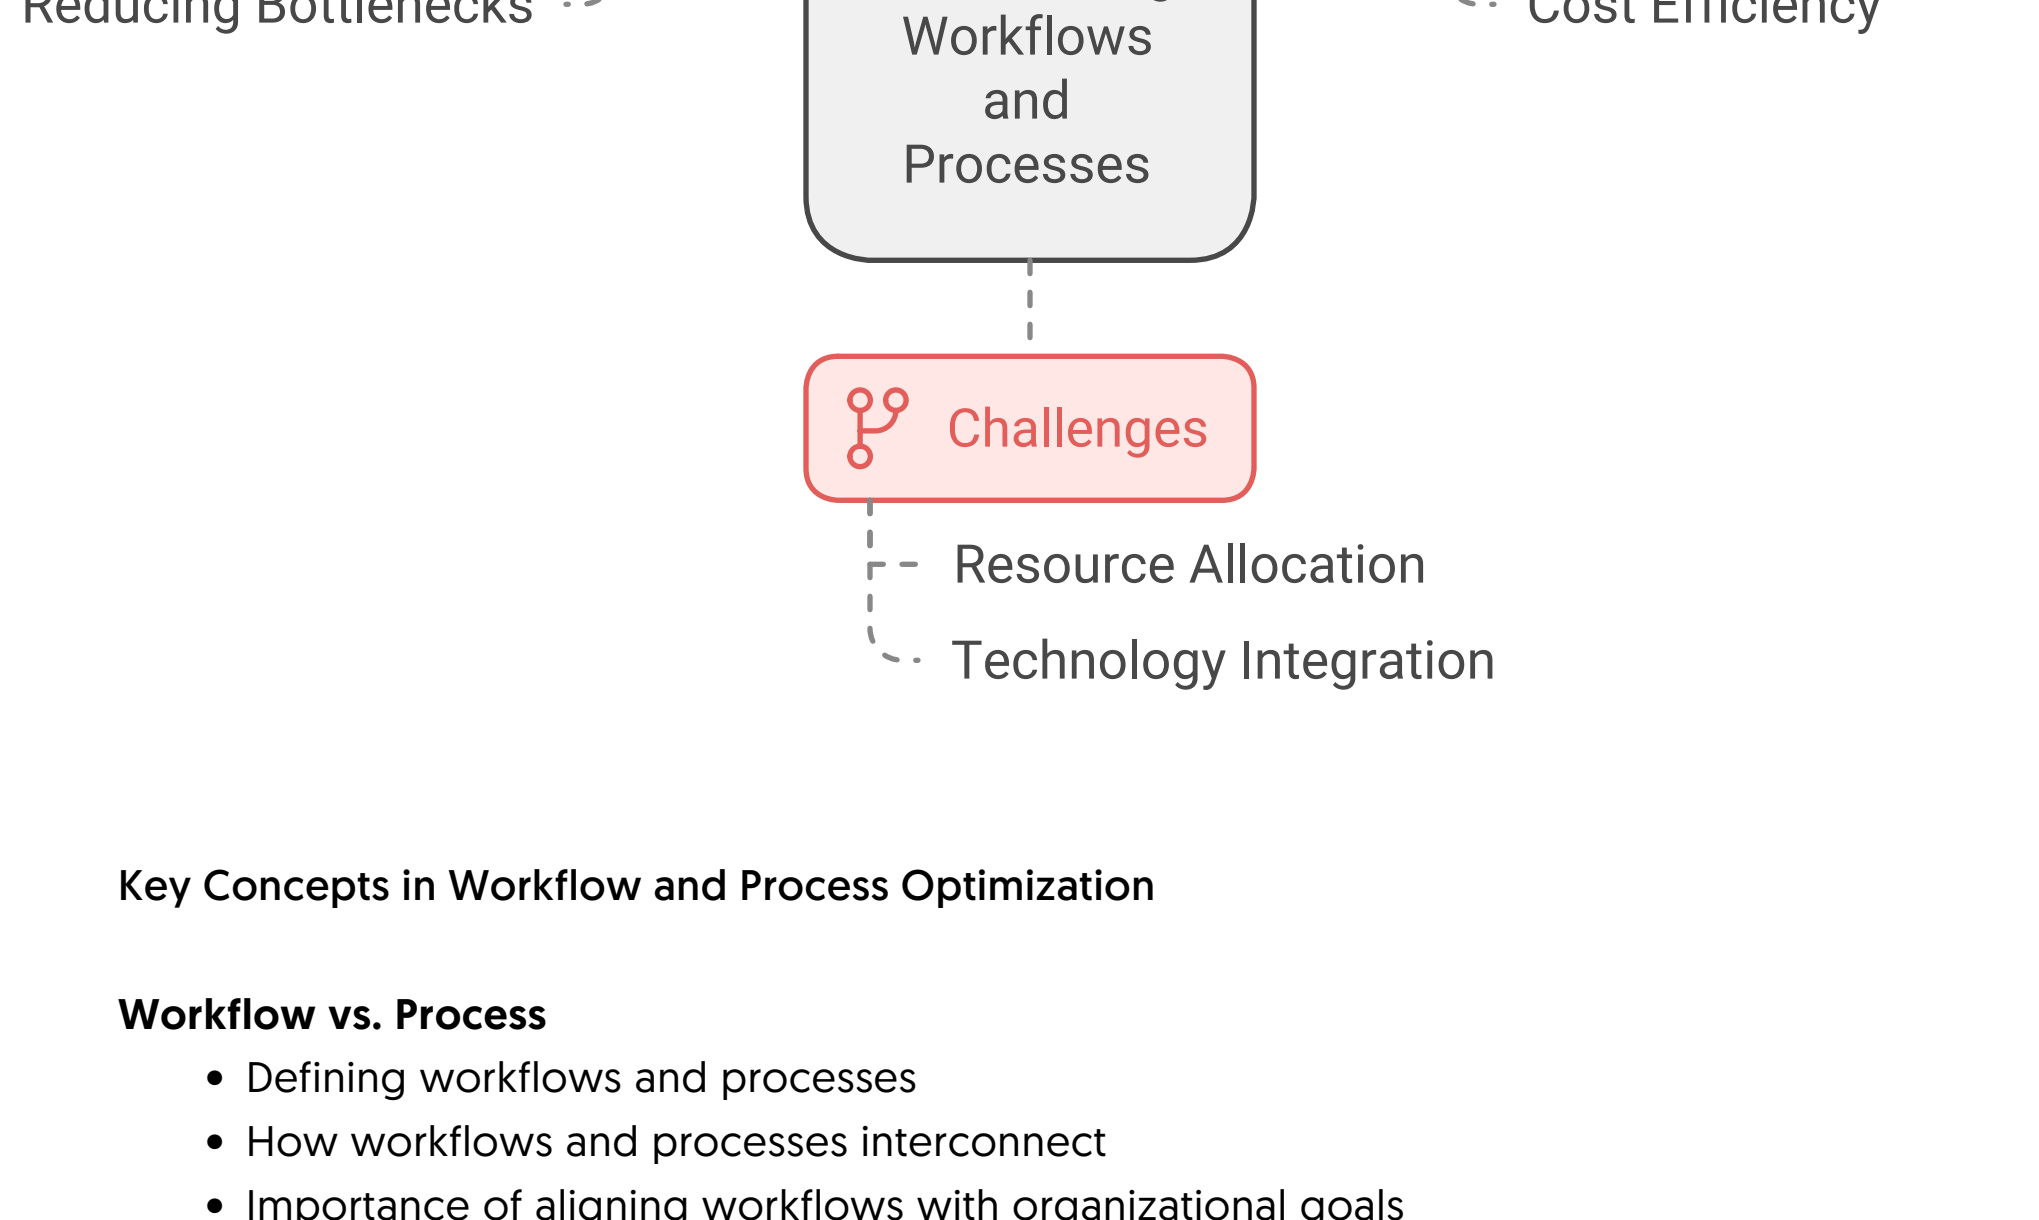 Reducing Bottlenecks
Cost Efficiency
Workflows
and
Processes
Challenges
Resource Allocation
Technology Integration
Key Concepts in Workflow and Process Optimization
Workflow vs. Process
• Defining workflows and processes
• How workflows and processes interconnect
• Importance of aligning workflows with organizational goals